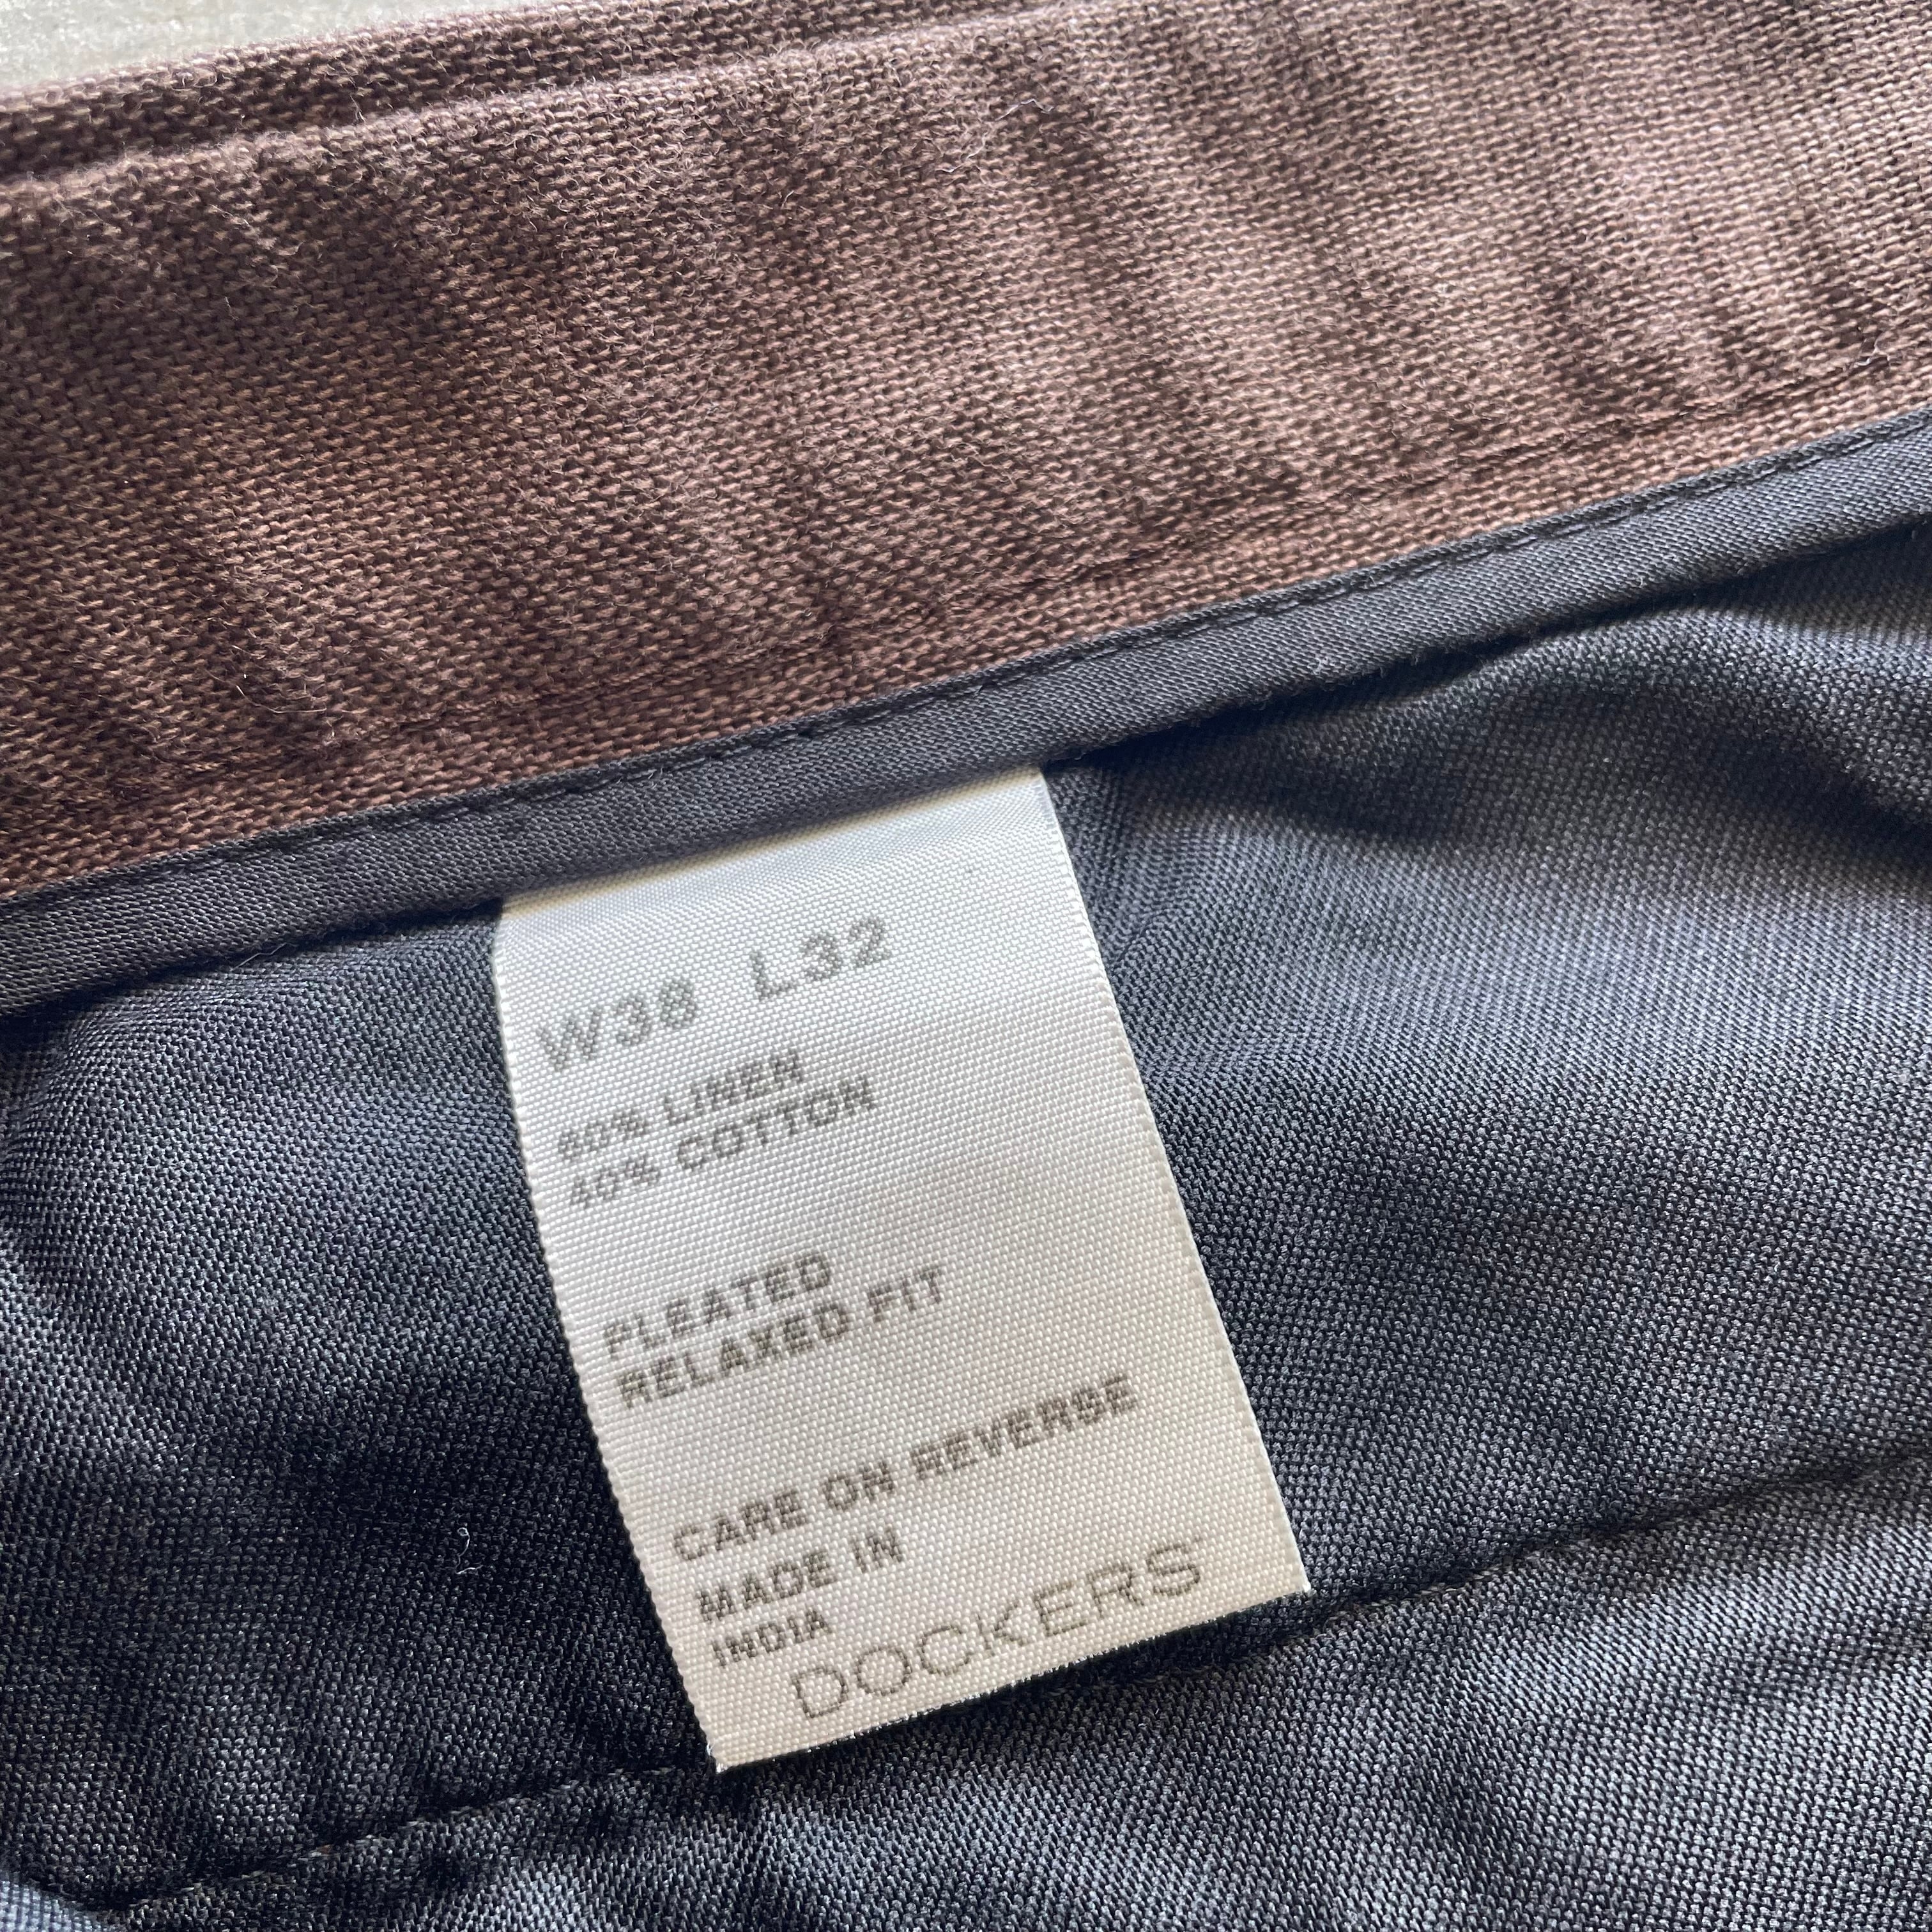 W38 L32
60% LINEN
40% COTTON
PLEATED
RELAXED FIT
CARE ON REVERSE
MADE IN
INDIA
DOCKERS